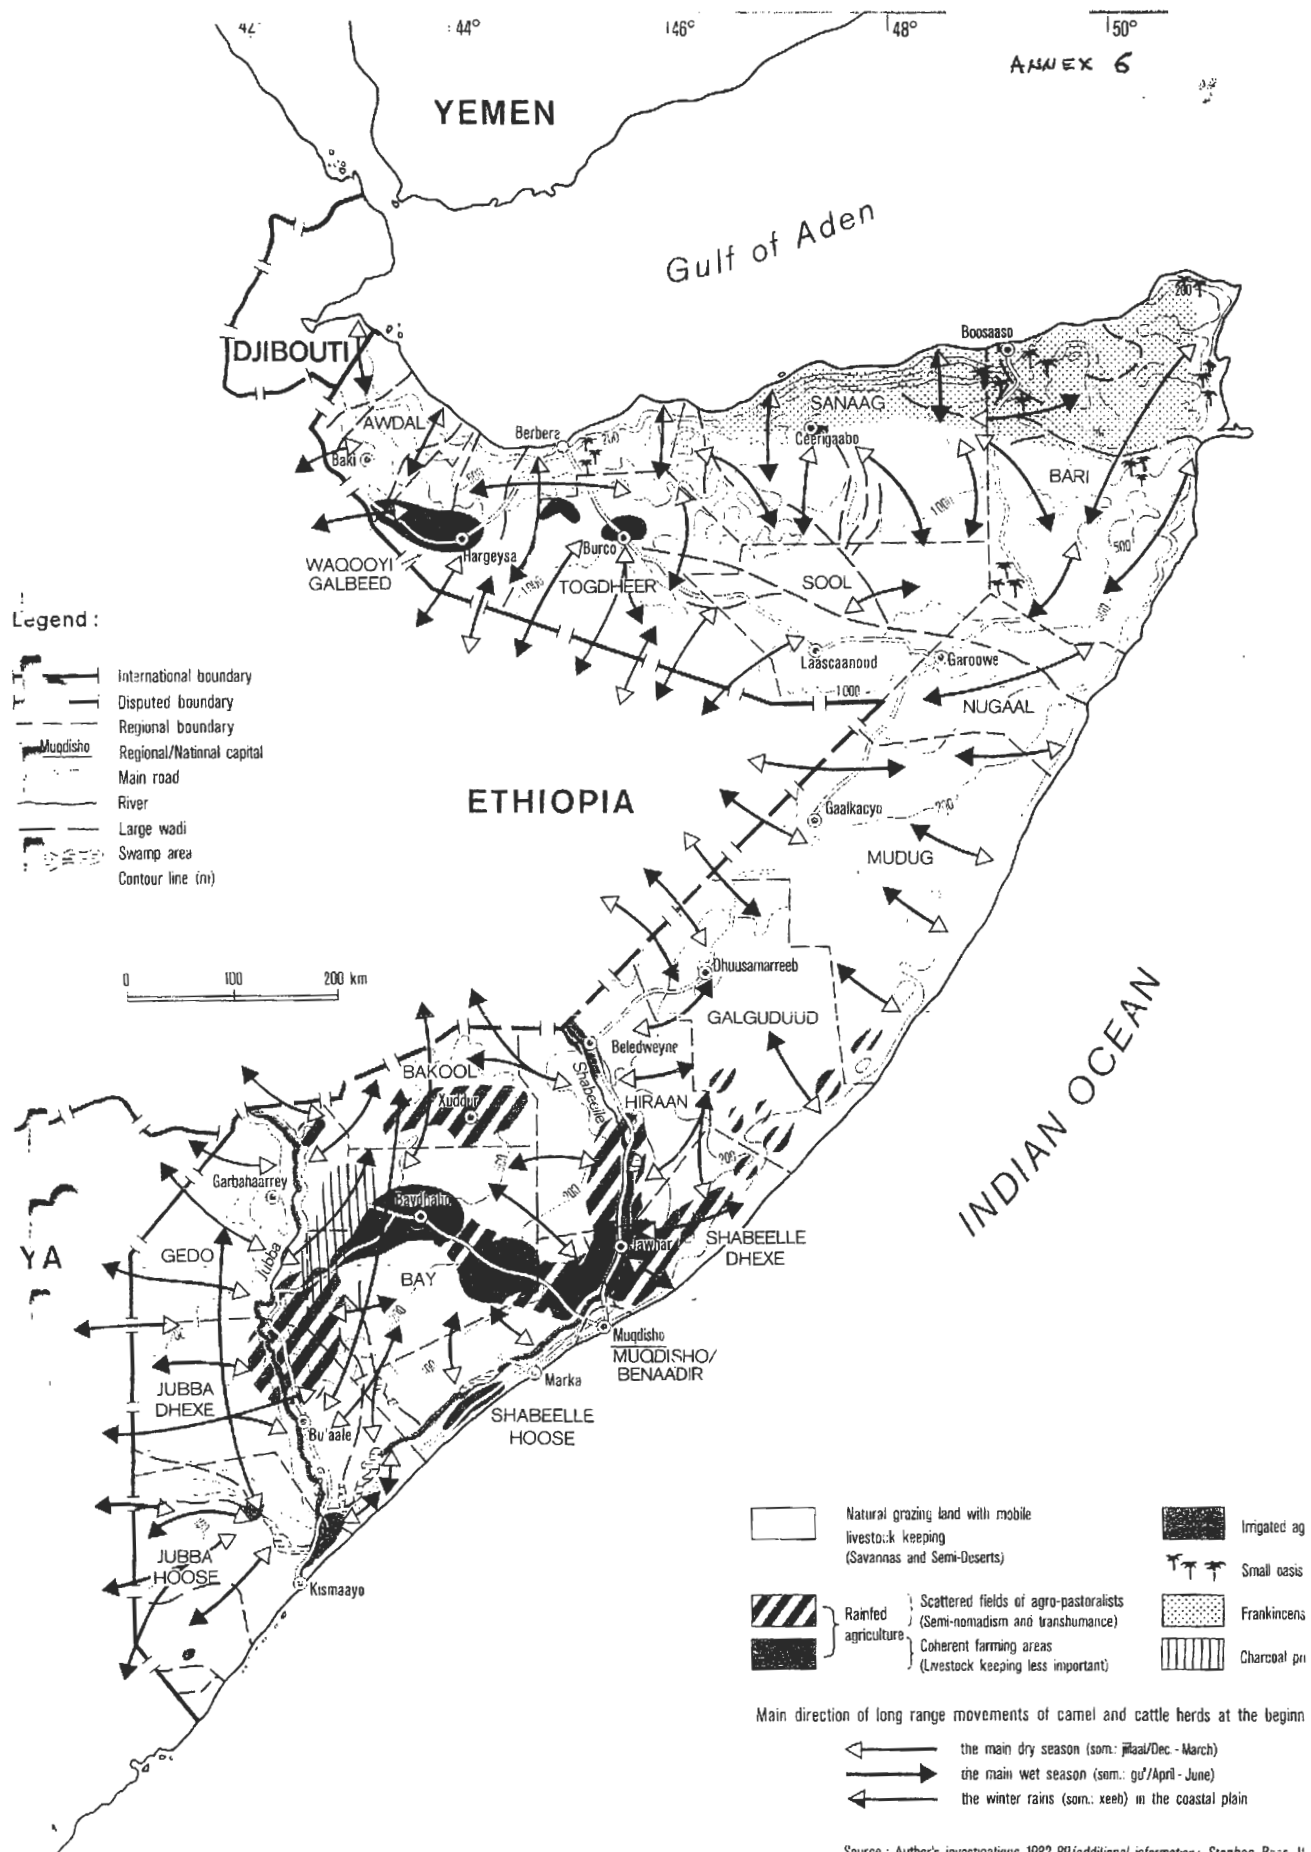 44°
46°
48°
50°
ANNEX 6
YEMEN
Gulf of Aden
DJIBOUTI
Boosaaso
200
AWDAL
SANAAG
Baki
Berbera
Ceerigaabo
BARI
WAQOOYI
GALBEED
Hargeysa
Burco
TOGDHEER
SOOL
500
Laascaanood
Garoowe
1000
NUGAAL
Legend :
International boundary
Disputed boundary
Regional boundary
Muqdisho
Regional/National capital
Main road
River
Large wadi
Swamp area
Contour line (m)
ETHIOPIA
Gaalkacyo
200
MUDUG
0 100 200 km
Dhuusamarreeb
GALGUDUUD
Beledweyne
Shabeelle
HIRAAN
BAKOOL
Xuddur
INDIAN OCEAN
Garbahaarrey
200
200
Baydhabo
YA
GEDO
Jubba
BAY
Jawhar
SHABEELLE
DHEXE
Muqdisho
MUQDISHO/
BENAADIR
Marka
JUBBA
DHEXE
SHABEELLE
HOOSE
Bu'aale
JUBBA
HOOSE
Kismaayo
Natural grazing land with mobile
livestock keeping
(Savannas and Semi-Deserts)
Irrigated ag
Small oasis
Rainfed
agriculture
Scattered fields of agro-pastoralists
(Semi-nomadism and transhumance)
Coherent farming areas
(Livestock keeping less important)
Frankincens
Charcoal pr
Main direction of long range movements of camel and cattle herds at the beginn
the main dry season (som.: jiilaal/Dec. - March)
the main wet season (som.: gu'/April - June)
the winter rains (som.: xeeb) in the coastal plain